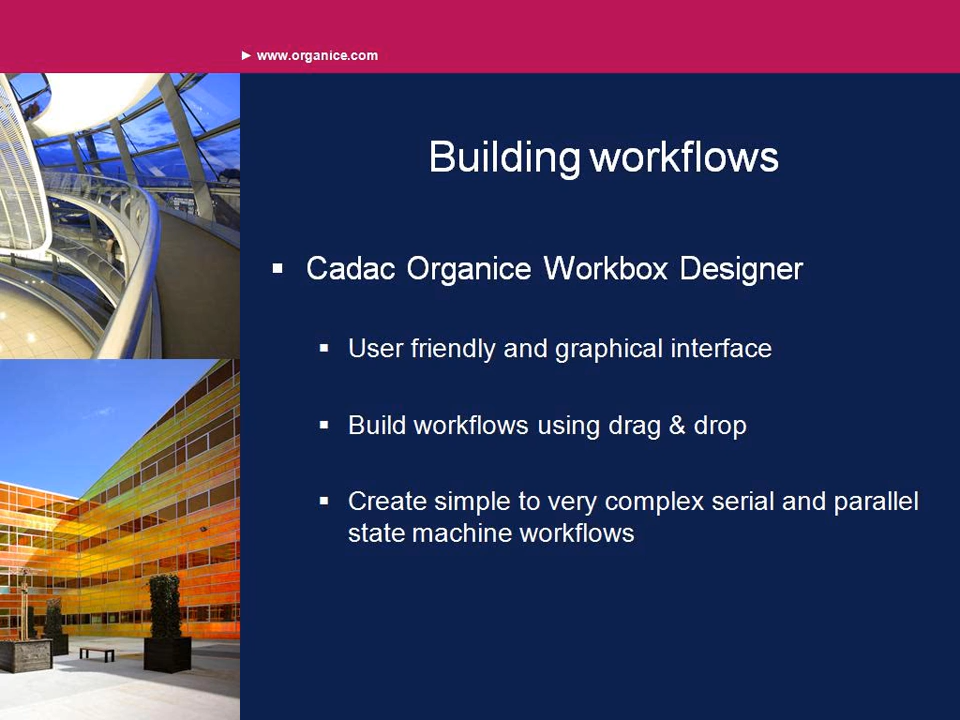 ► www.organice.com
Building workflows
▪ Cadac Organice Workbox Designer
▪ User friendly and graphical interface
▪ Build workflows using drag & drop
▪ Create simple to very complex serial and parallel
state machine workflows